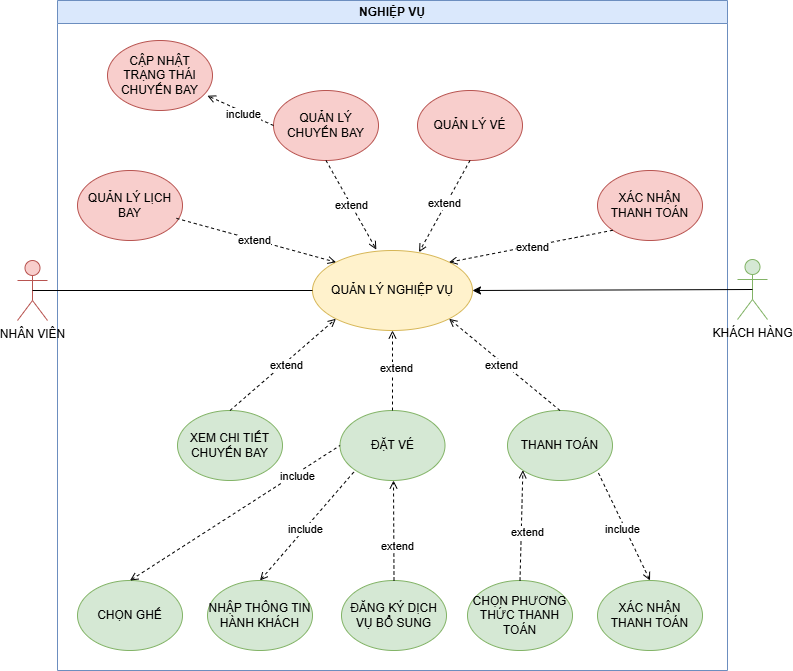 NGHIỆP VỤ
CẬP NHẬT
TRẠNG THÁI
CHUYẾN BAY
include
QUẢN LÝ
CHUYẾN BAY
QUẢN LÝ VÉ
QUẢN LÝ LỊCH
BAY
XÁC NHẬN
THANH TOÁN
extend
extend
extend
extend
QUẢN LÝ NGHIỆP VỤ
NHÂN VIÊN
KHÁCH HÀNG
extend
extend
extend
XEM CHI TIẾT
CHUYẾN BAY
ĐẶT VÉ
THANH TOÁN
include
include
extend
extend
include
CHỌN GHẾ
NHẬP THÔNG TIN
HÀNH KHÁCH
ĐĂNG KÝ DỊCH
VỤ BỔ SUNG
CHỌN PHƯƠNG
THỨC THANH
TOÁN
XÁC NHẬN
THANH TOÁN